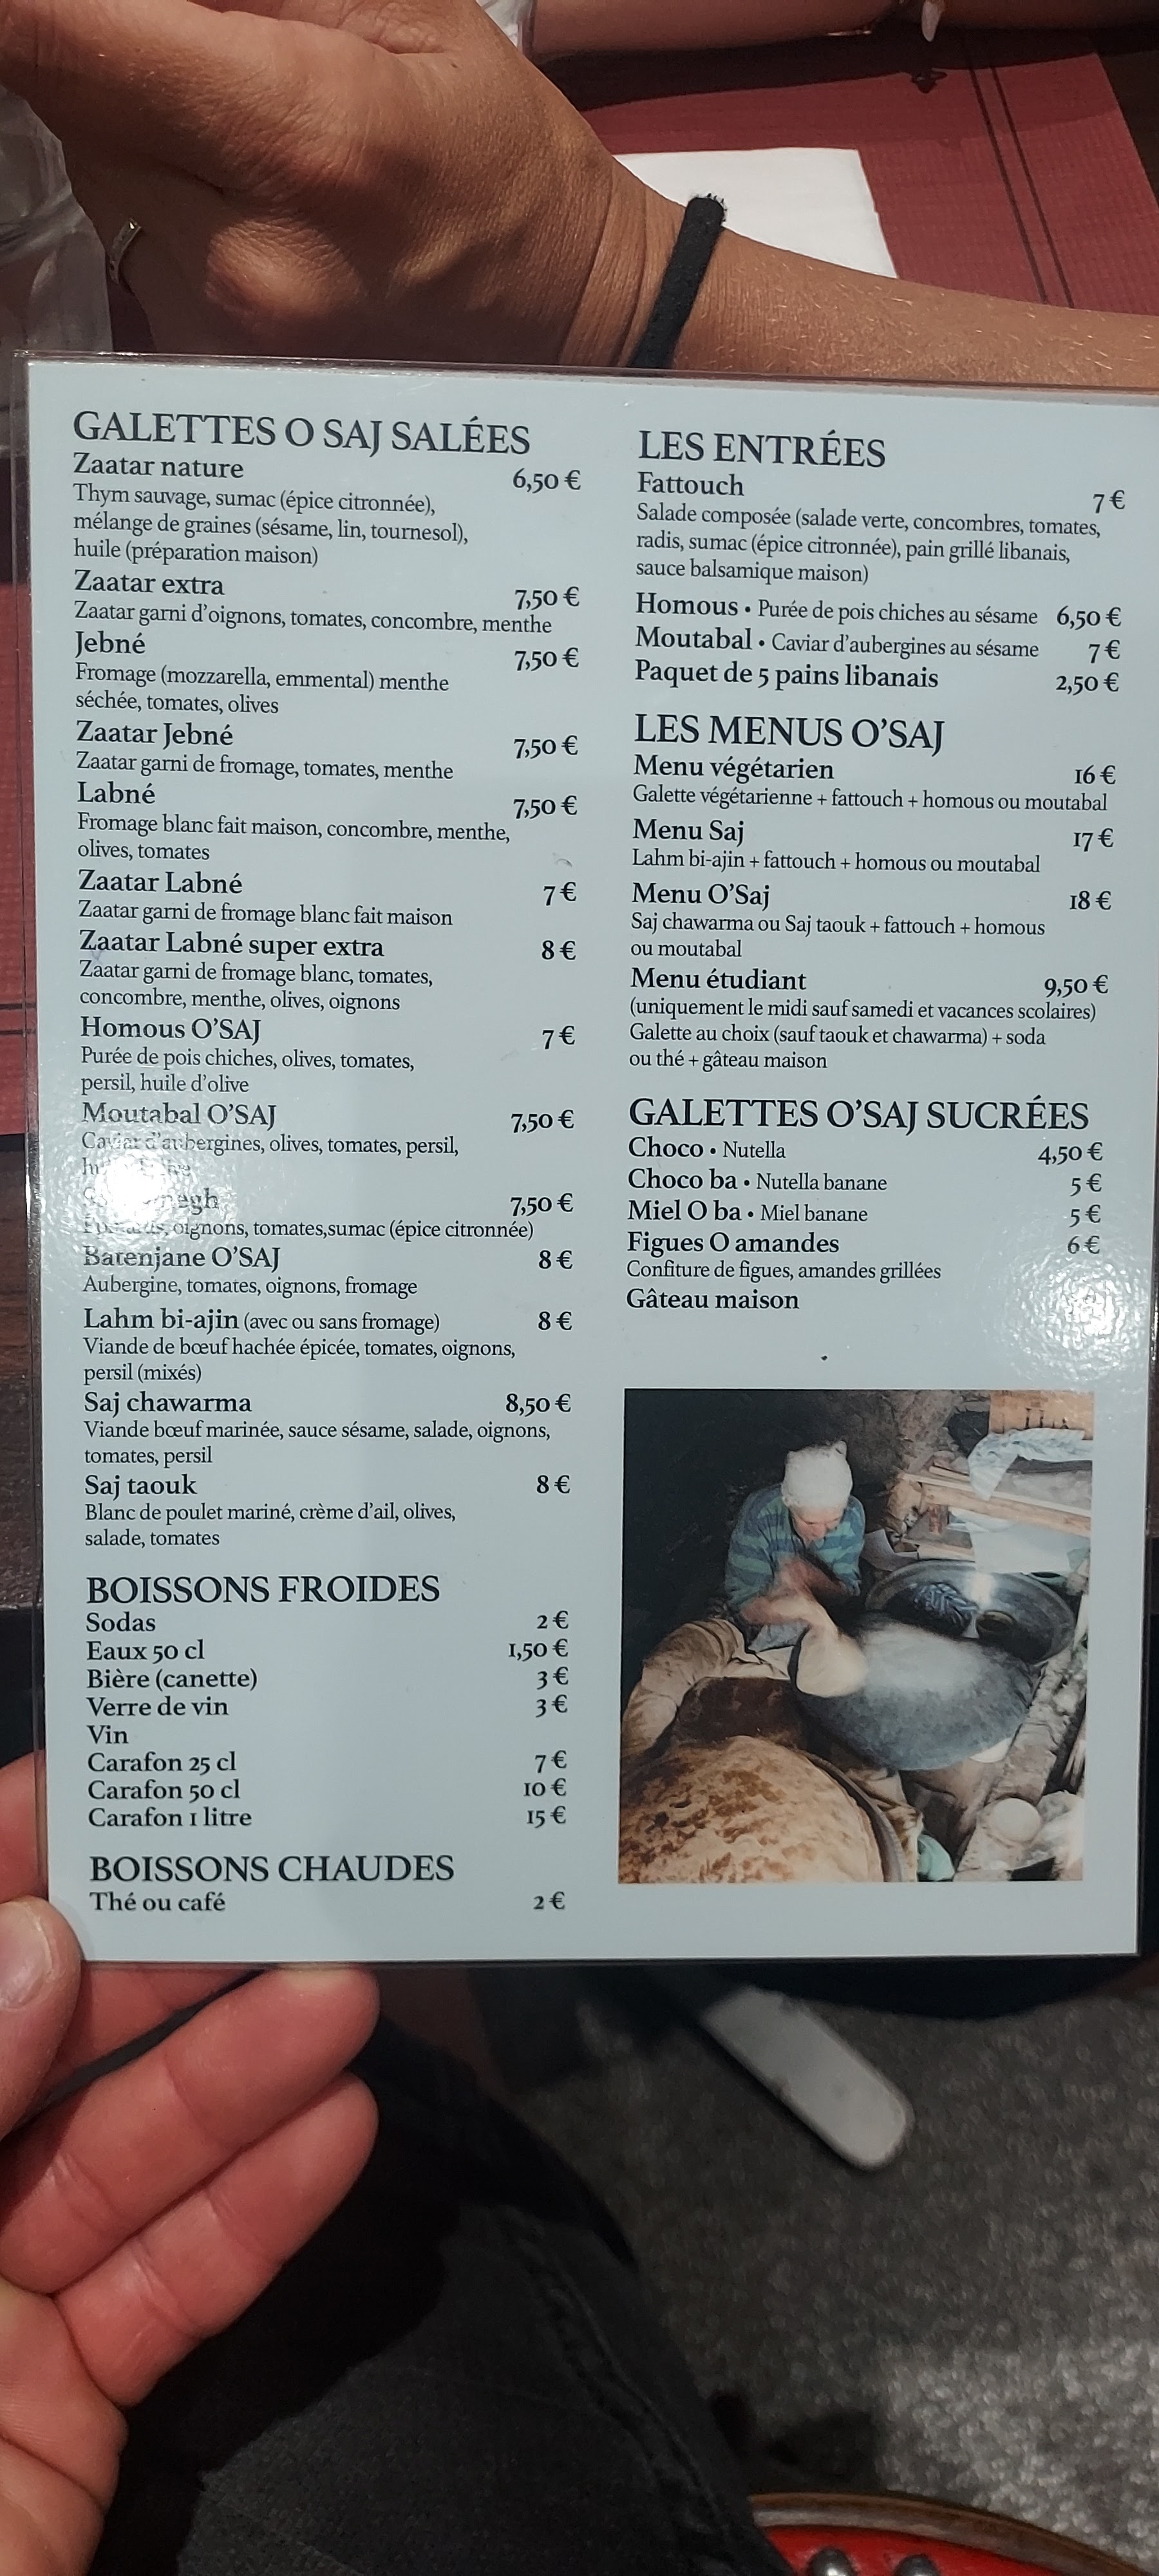 GALETTES O SAJ SALÉES
Zaatar nature 6,50 €
Thym sauvage, sumac (épice citronnée),
mélange de graines (sésame, lin, tournesol),
huile (préparation maison)
Zaatar extra 7,50 €
Zaatar garni d'oignons, tomates, concombre, menthe
Jebné 7,50 €
Fromage (mozzarella, emmental) menthe
séchée, tomates, olives
Zaatar Jebné 7,50 €
Zaatar garni de fromage, tomates, menthe
Labné 7,50 €
Fromage blanc fait maison, concombre, menthe,
olives, tomates
Zaatar Labné 7 €
Zaatar garni de fromage blanc fait maison
Zaatar Labné super extra 8 €
Zaatar garni de fromage blanc, tomates,
concombre, menthe, olives, oignons
Homous O'SAJ 7 €
Purée de pois chiches, olives, tomates,
persil, huile d'olive
Moutabal O'SAJ 7,50 €
Caviar d'aubergines, olives, tomates, persil,
7,50 €
oignons, tomates,sumac (épice citronnée)
Batenjane O'SAJ 8 €
Aubergine, tomates, oignons, fromage
Lahm bi-ajin (avec ou sans fromage) 8 €
Viande de bœuf hachée épicée, tomates, oignons,
persil (mixés)
Saj chawarma 8,50 €
Viande bœuf marinée, sauce sésame, salade, oignons,
tomates, persil
Saj taouk 8 €
Blanc de poulet mariné, crème d'ail, olives,
salade, tomates
BOISSONS FROIDES
Sodas 2 €
Eaux 50 cl 1,50 €
Bière (canette) 3 €
Verre de vin 3 €
Vin
Carafon 25 cl 7 €
Carafon 50 cl 10 €
Carafon 1 litre 15 €
BOISSONS CHAUDES
Thé ou café 2 €
LES ENTRÉES
Fattouch 7 €
Salade composée (salade verte, concombres, tomates,
radis, sumac (épice citronnée), pain grillé libanais,
sauce balsamique maison)
Homous • Purée de pois chiches au sésame 6,50 €
Moutabal • Caviar d'aubergines au sésame 7 €
Paquet de 5 pains libanais 2,50 €
LES MENUS O'SAJ
Menu végétarien 16 €
Galette végétarienne + fattouch + homous ou moutabal
Menu Saj 17 €
Lahm bi-ajin + fattouch + homous ou moutabal
Menu O'Saj 18 €
Saj chawarma ou Saj taouk + fattouch + homous
ou moutabal
Menu étudiant 9,50 €
(uniquement le midi sauf samedi et vacances scolaires)
Galette au choix (sauf taouk et chawarma) + soda
ou thé + gâteau maison
GALETTES O'SAJ SUCRÉES
Choco • Nutella 4,50 €
Choco ba • Nutella banane 5 €
Miel O ba • Miel banane 5 €
Figues O amandes 6 €
Confiture de figues, amandes grillées
Gâteau maison